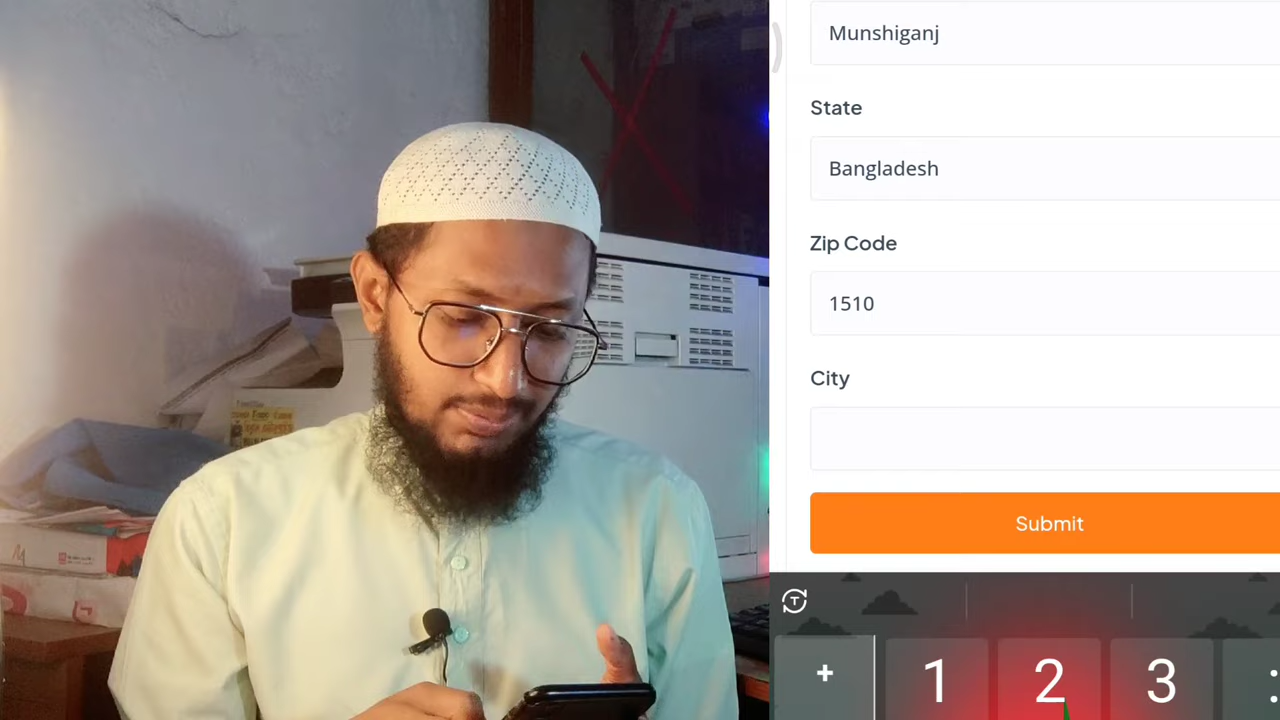 Munshiganj
State
Bangladesh
Zip Code
1510
City
Submit
T
+ 1 2 3 :